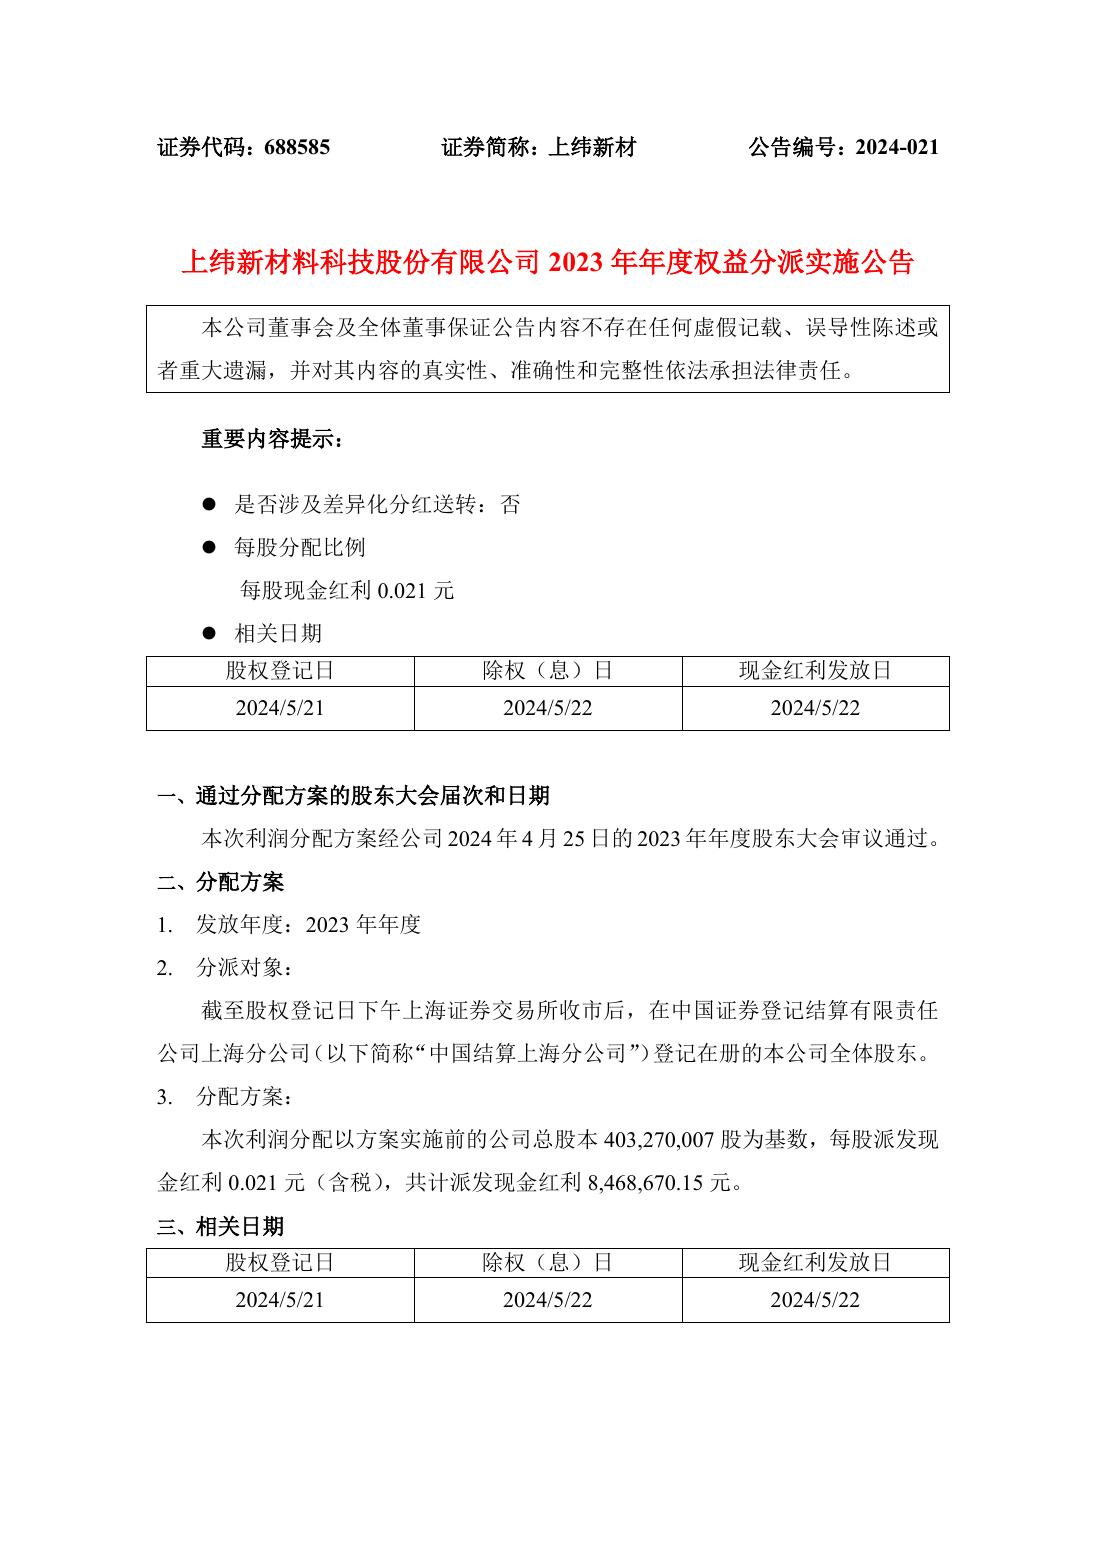 证券代码：688585 证券简称：上纬新材 公告编号：2024-021
上纬新材料科技股份有限公司 2023 年年度权益分派实施公告
本公司董事会及全体董事保证公告内容不存在任何虚假记载、误导性陈述或
者重大遗漏，并对其内容的真实性、准确性和完整性依法承担法律责任。
重要内容提示：
● 是否涉及差异化分红送转：否
● 每股分配比例
每股现金红利 0.021 元
● 相关日期
股权登记日 除权（息）日 现金红利发放日
2024/5/21 2024/5/22 2024/5/22
一、通过分配方案的股东大会届次和日期
本次利润分配方案经公司 2024 年 4 月 25 日的 2023 年年度股东大会审议通过。
二、分配方案
1. 发放年度：2023 年年度
2. 分派对象：
截至股权登记日下午上海证券交易所收市后，在中国证券登记结算有限责任
公司上海分公司（以下简称“中国结算上海分公司”）登记在册的本公司全体股东。
3. 分配方案：
本次利润分配以方案实施前的公司总股本 403,270,007 股为基数，每股派发现
金红利 0.021 元（含税），共计派发现金红利 8,468,670.15 元。
三、相关日期
股权登记日 除权（息）日 现金红利发放日
2024/5/21 2024/5/22 2024/5/22